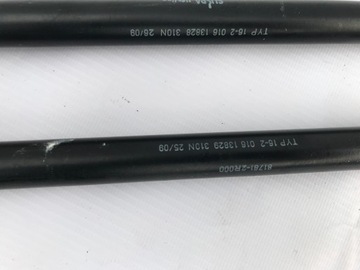 TYP 16-2 016 13828 310N 26/09
TYP 16-2 016 13829 310N 25/09
81781-2R000